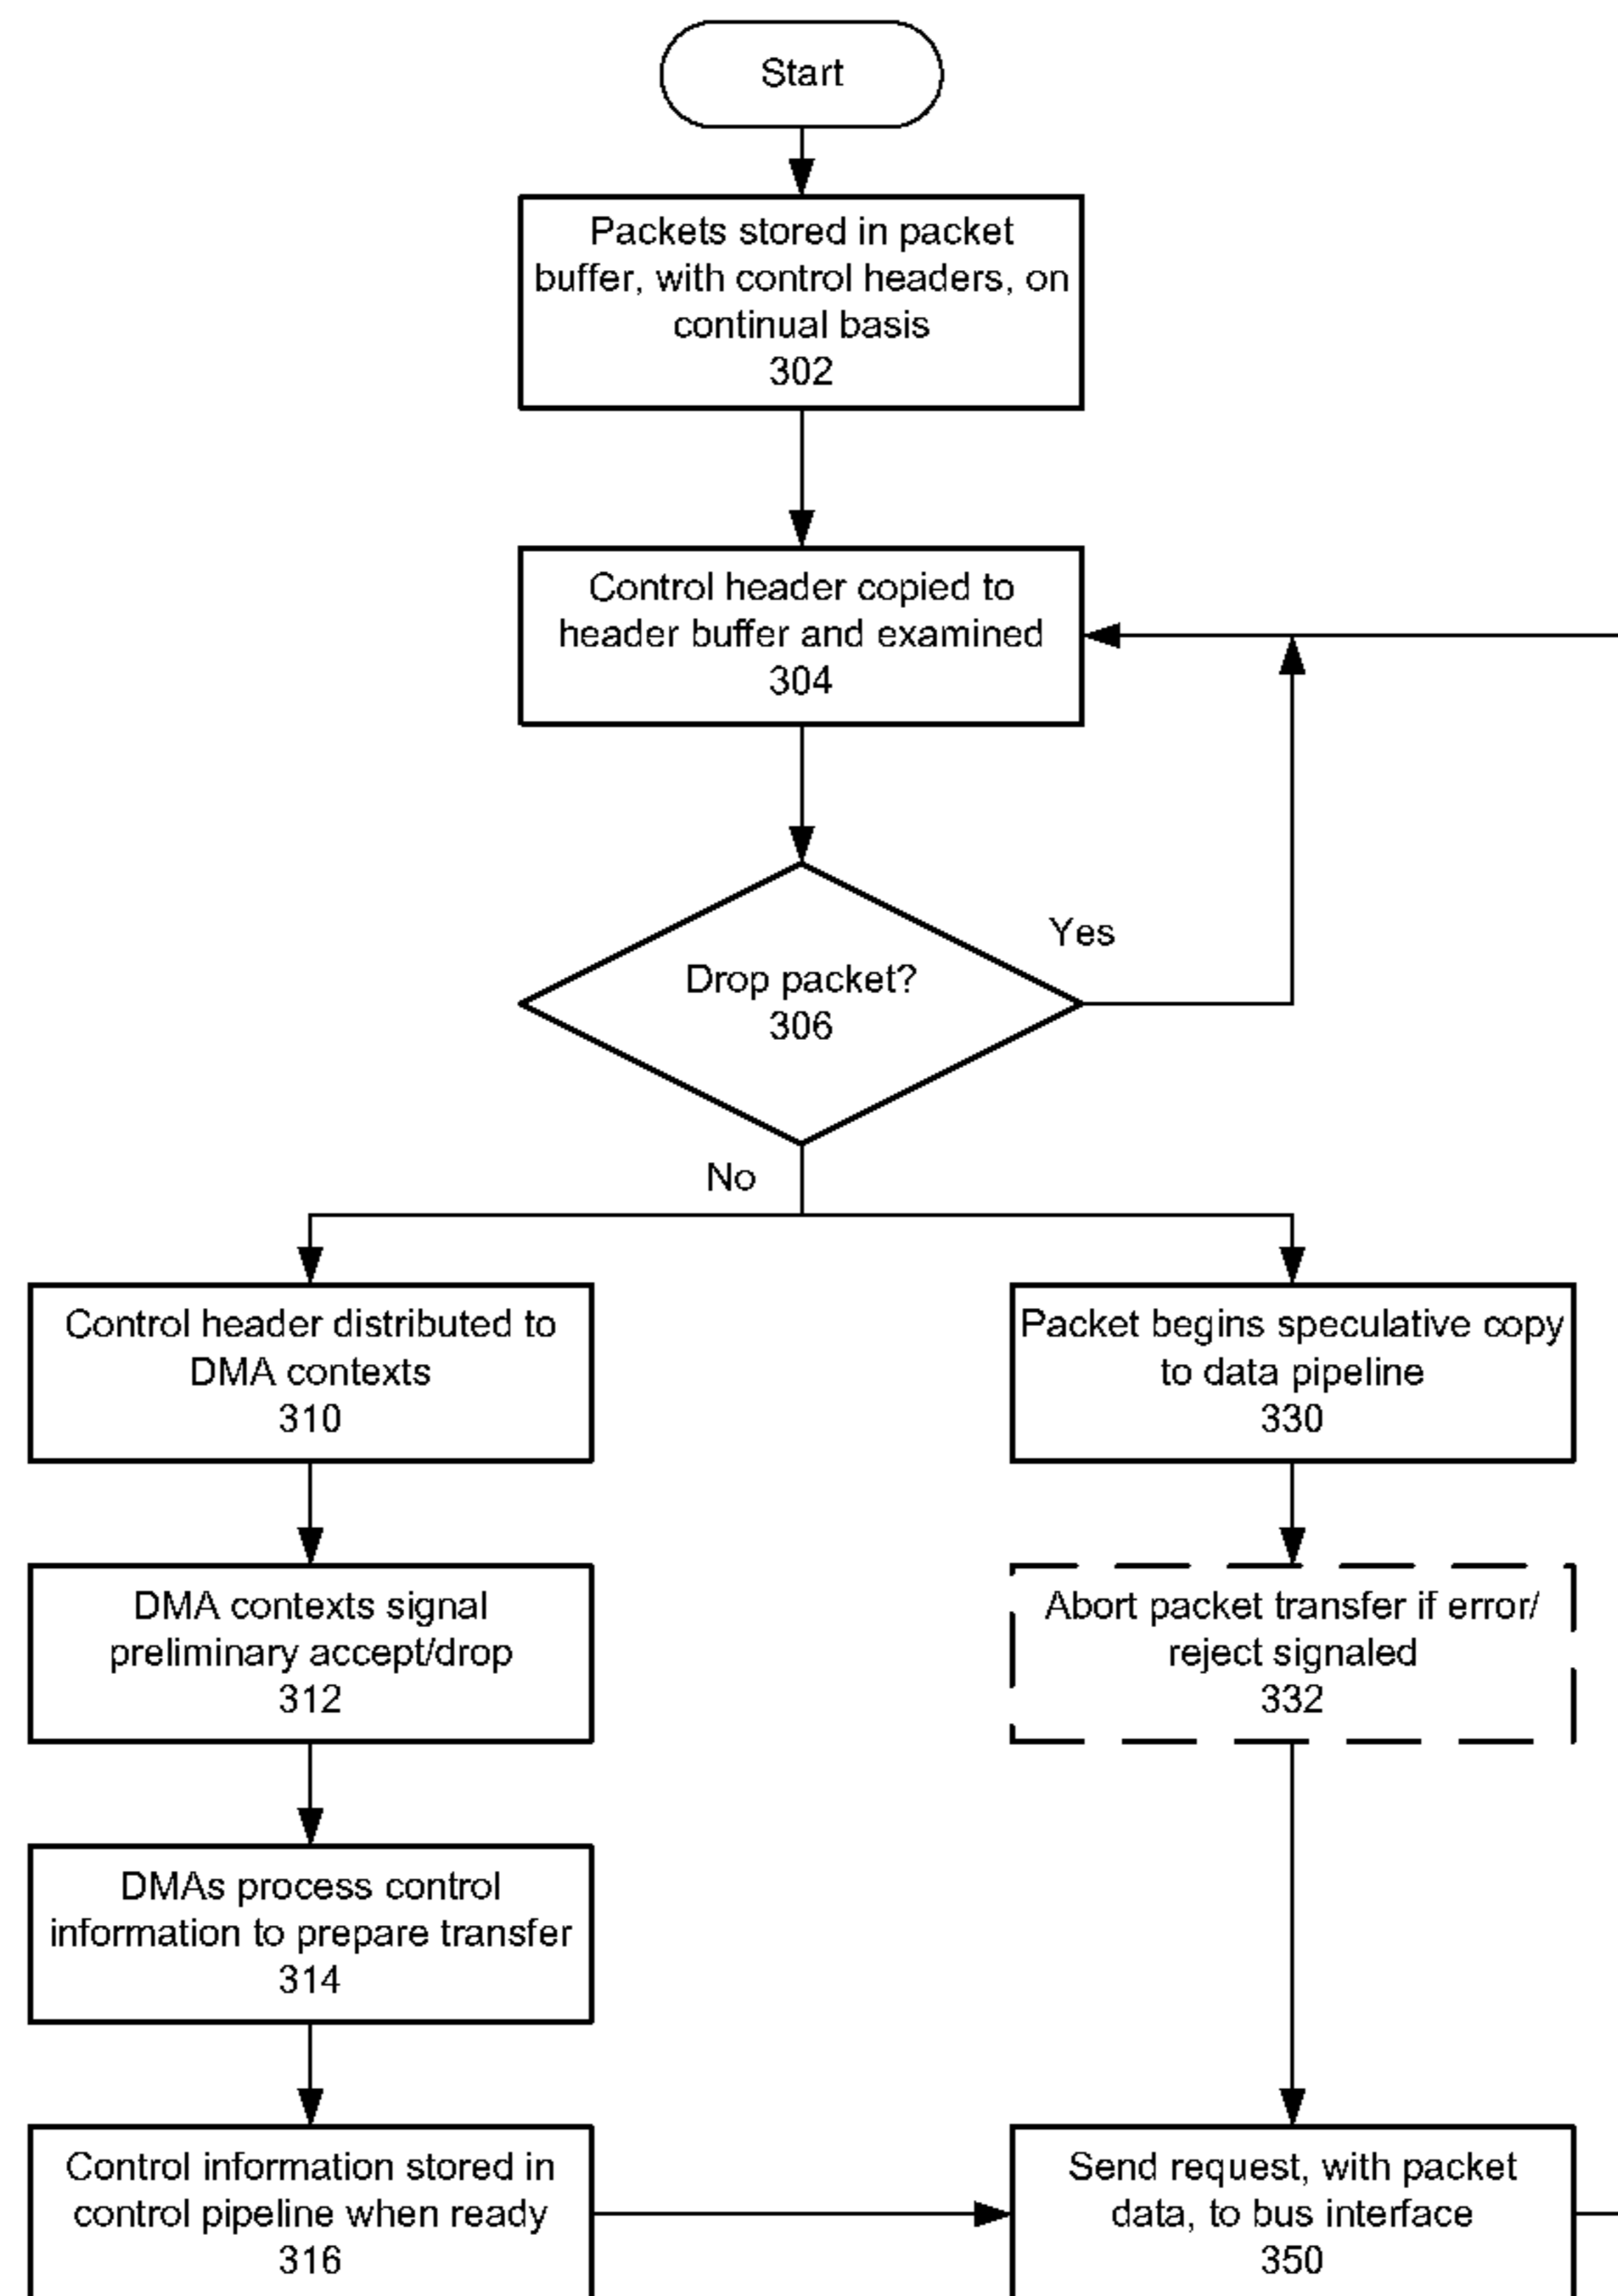 Start
Packets stored in packet
buffer, with control headers, on
continual basis
302
Control header copied to
header buffer and examined
304
Yes
Drop packet?
306
No
Control header distributed to
DMA contexts
310
Packet begins speculative copy
to data pipeline
330
DMA contexts signal
preliminary accept/drop
312
Abort packet transfer if error/
reject signaled
332
DMAs process control
information to prepare transfer
314
Control information stored in
control pipeline when ready
316
Send request, with packet
data, to bus interface
350